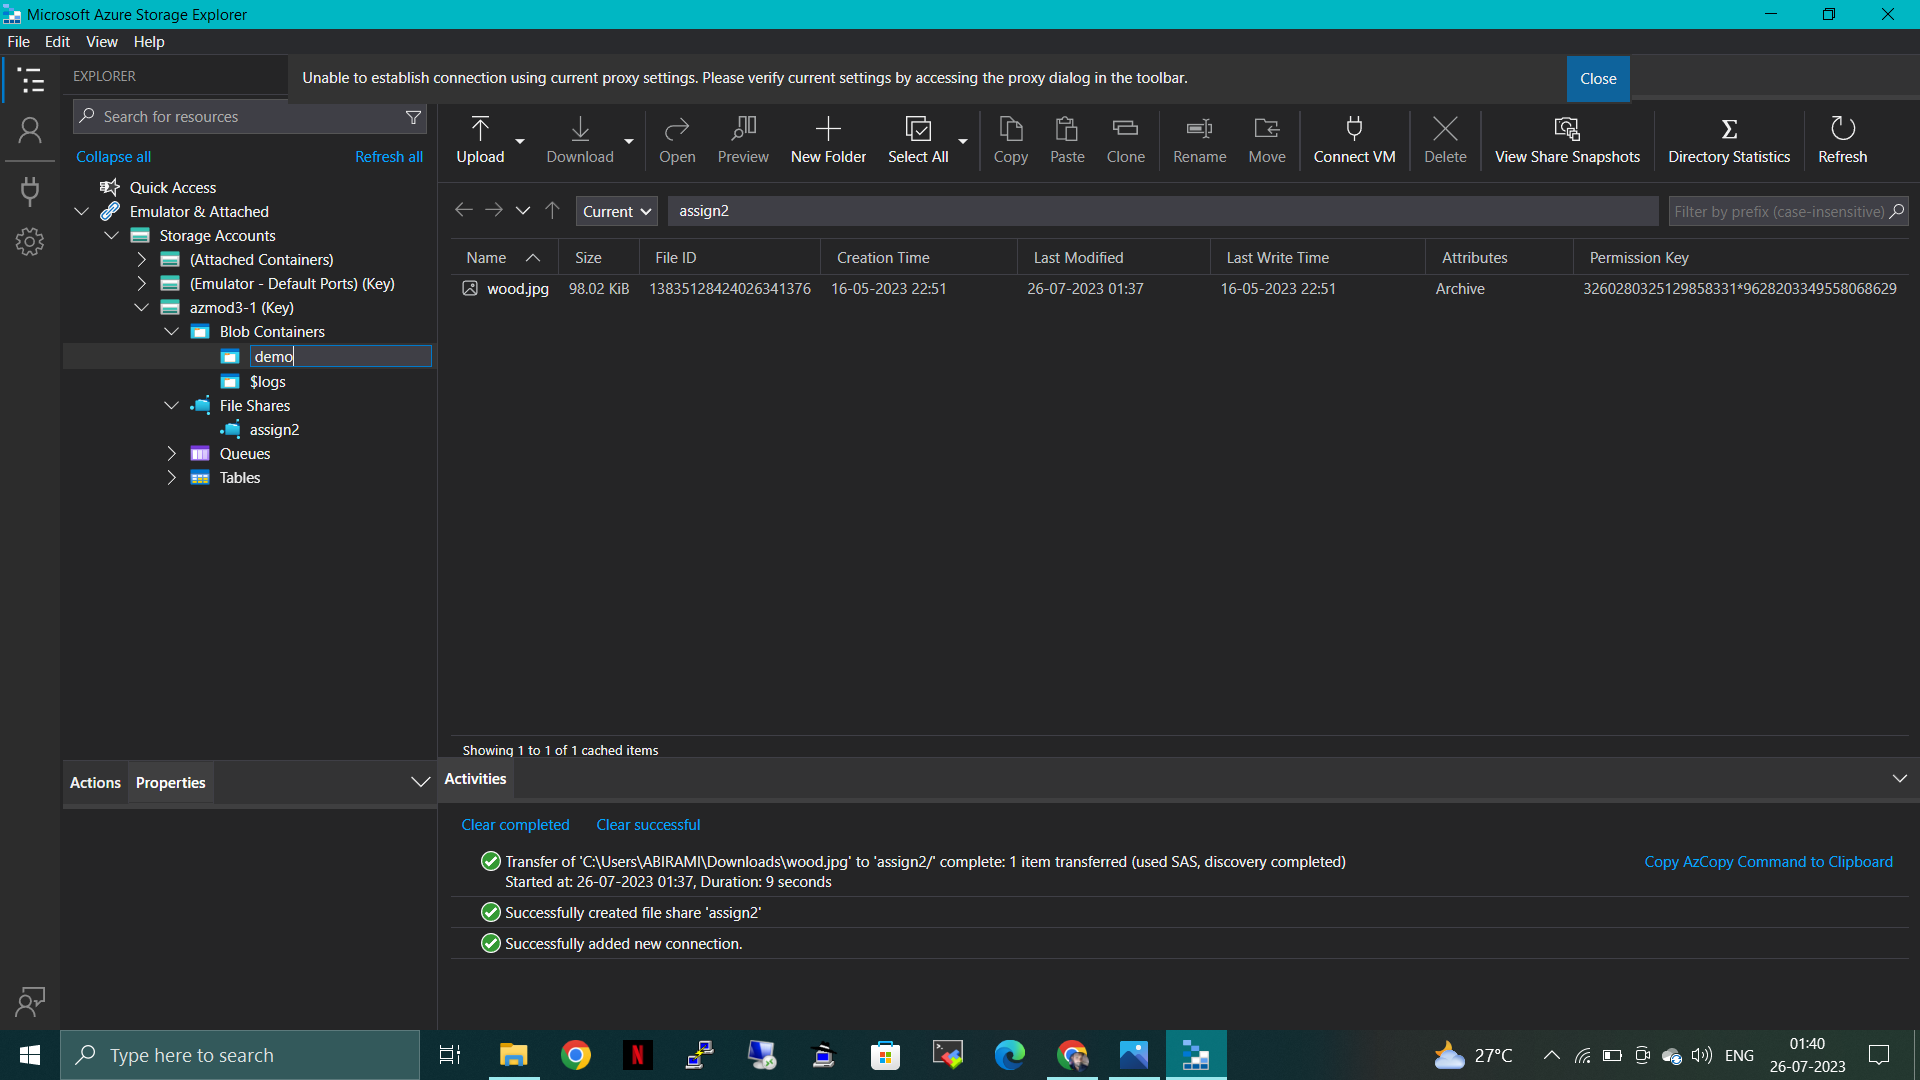 Microsoft Azure Storage Explorer
File Edit View Help
EXPLORER
Unable to establish connection using current proxy settings. Please verify current settings by accessing the proxy dialog in the toolbar.
Close
Search for resources
Collapse all Refresh all
Quick Access
Emulator & Attached
Storage Accounts
(Attached Containers)
(Emulator - Default Ports) (Key)
azmod3-1 (Key)
Blob Containers
demo
$logs
File Shares
assign2
Queues
Tables
Actions Properties
Upload Download Open Preview New Folder Select All Copy Paste Clone Rename Move Connect VM Delete View Share Snapshots Directory Statistics Refresh
Current assign2 Filter by prefix (case-insensitive)
Name Size File ID Creation Time Last Modified Last Write Time Attributes Permission Key
wood.jpg 98.02 KiB 13835128424026341376 16-05-2023 22:51 26-07-2023 01:37 16-05-2023 22:51 Archive 3260280325129858331*9628203349558068629
Showing 1 to 1 of 1 cached items
Activities
Clear completed Clear successful
Transfer of 'C:\Users\ABIRAMI\Downloads\wood.jpg' to 'assign2/' complete: 1 item transferred (used SAS, discovery completed)
Copy AzCopy Command to Clipboard
Started at: 26-07-2023 01:37, Duration: 9 seconds
Successfully created file share 'assign2'
Successfully added new connection.
Type here to search
N
27°C
ENG
01:40
26-07-2023